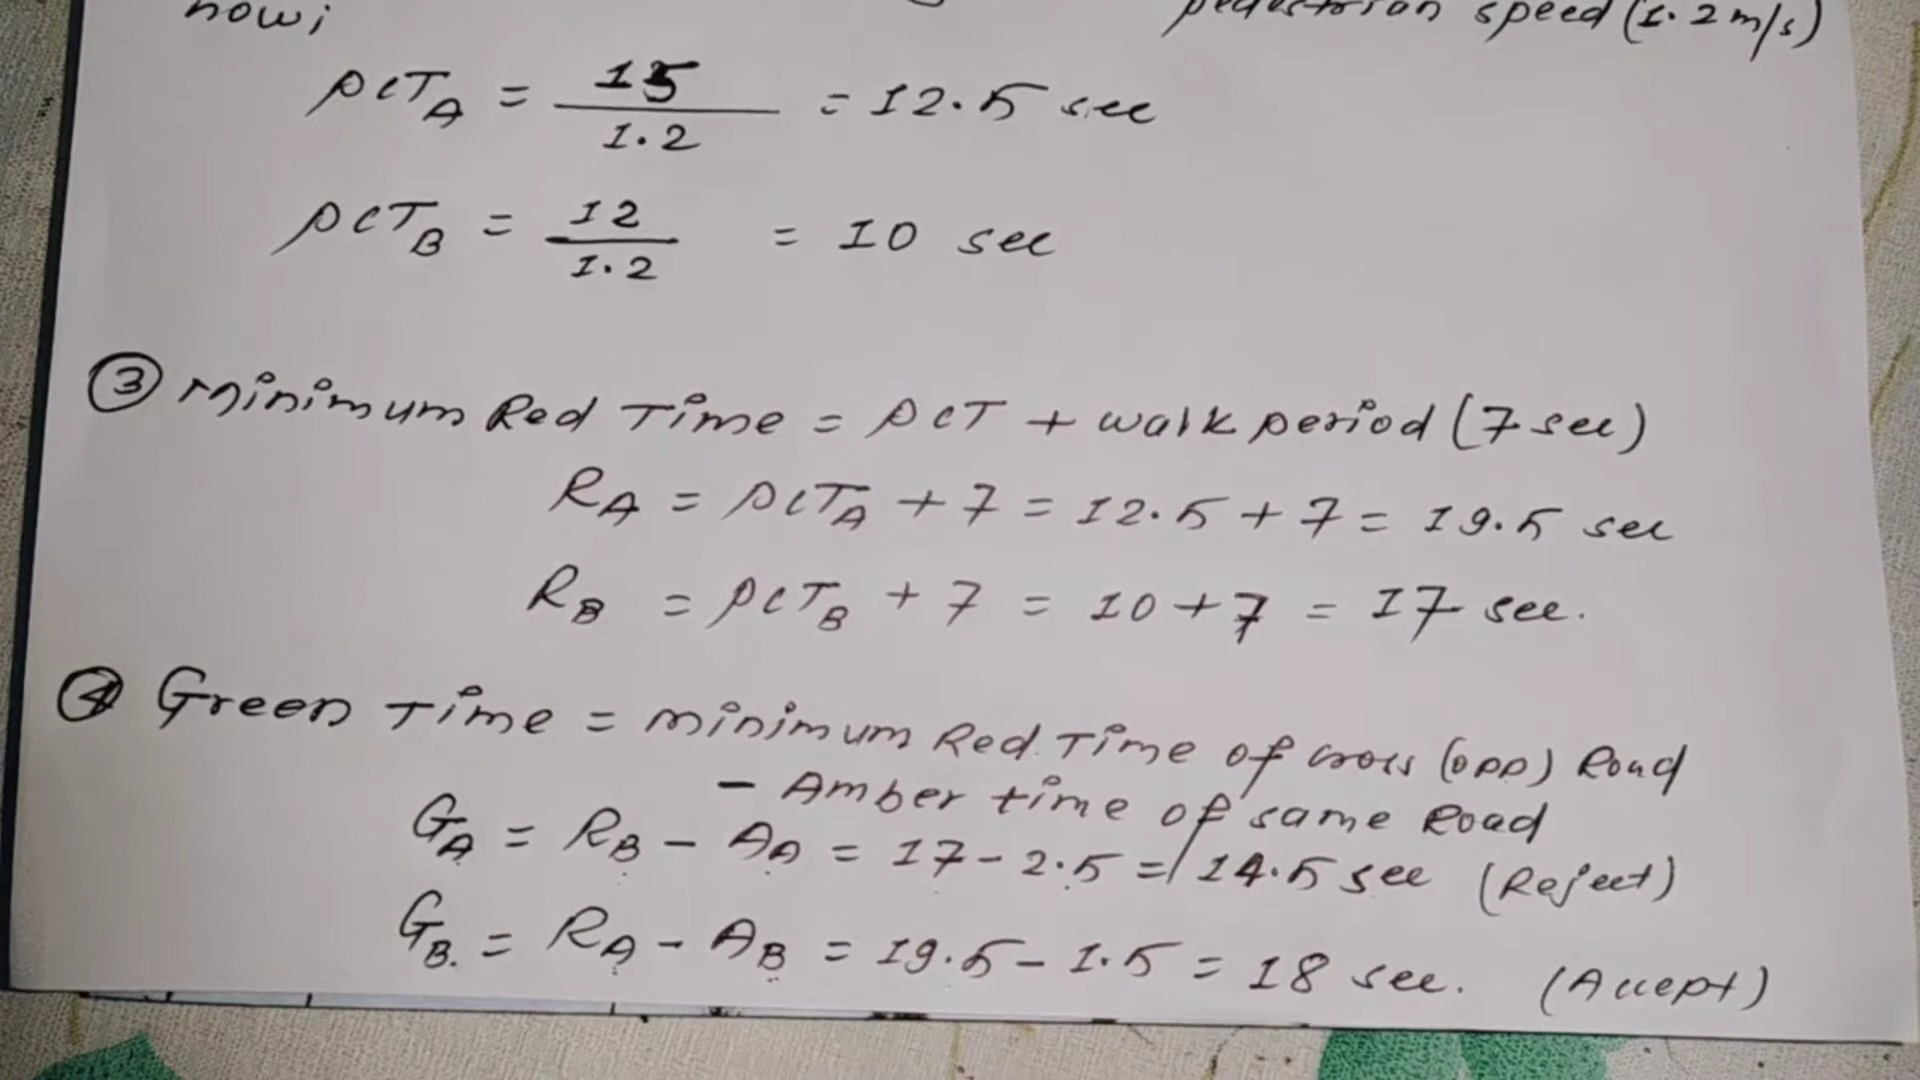 now;
pedestrian speed (1.2 m/s)
PCTA = 15 / 1.2 = 12.5 sec
PCTB = 12 / 1.2 = 10 sec
③ Minimum Red Time = PCT + walk period (7 sec)
RA = PCTA + 7 = 12.5 + 7 = 19.5 sec
RB = PCTB + 7 = 10 + 7 = 17 sec.
④ Green Time = minimum Red Time of cross (opp) Road
- Amber time of same Road
GA = RB - AA = 17 - 2.5 = 14.5 sec (Reject)
GB. = RA - AB = 19.5 - 1.5 = 18 sec. (Accept)